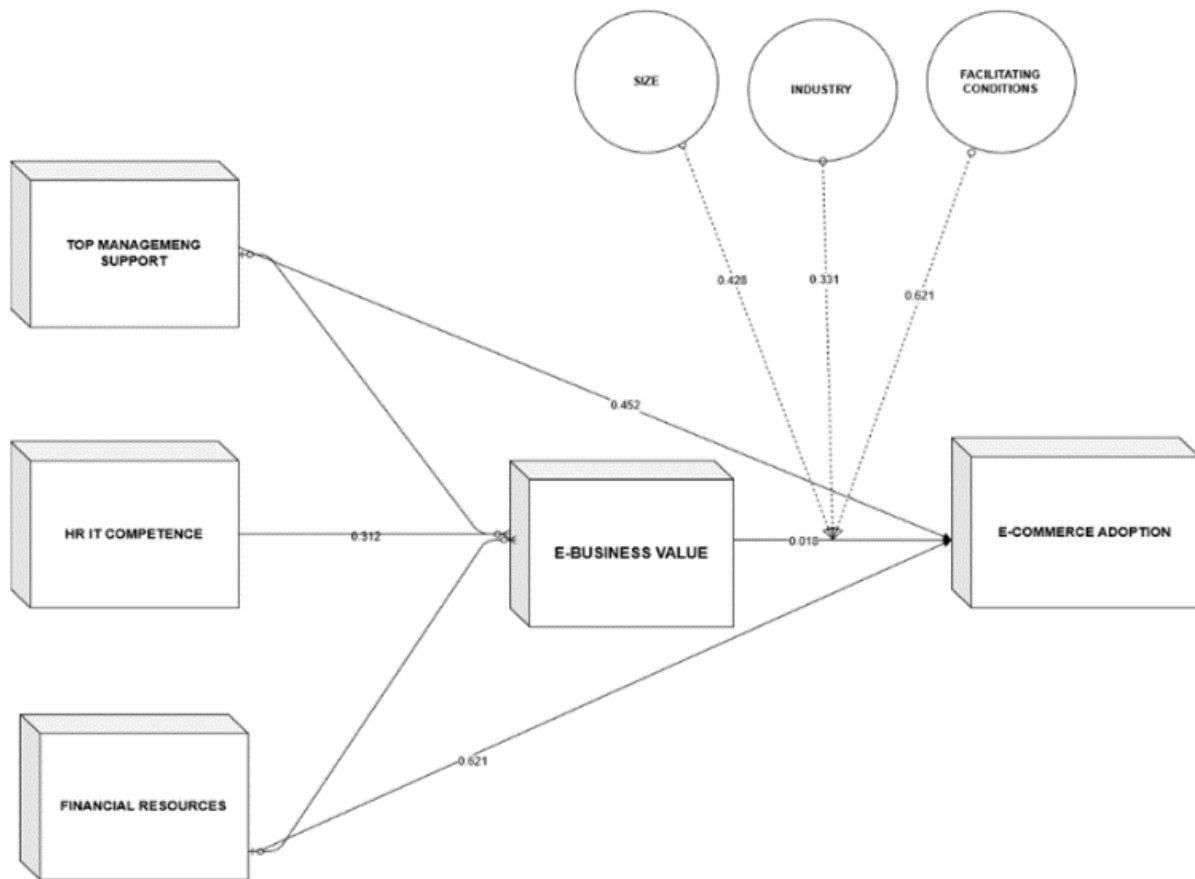 SIZE
INDUSTRY
FACILITATING
CONDITIONS
TOP MANAGEMENG
SUPPORT
0.428
0.331
0.621
0.452
HR IT COMPETENCE
0.312
E-BUSINESS VALUE
0.018
E-COMMERCE ADOPTION
0.621
FINANCIAL RESOURCES